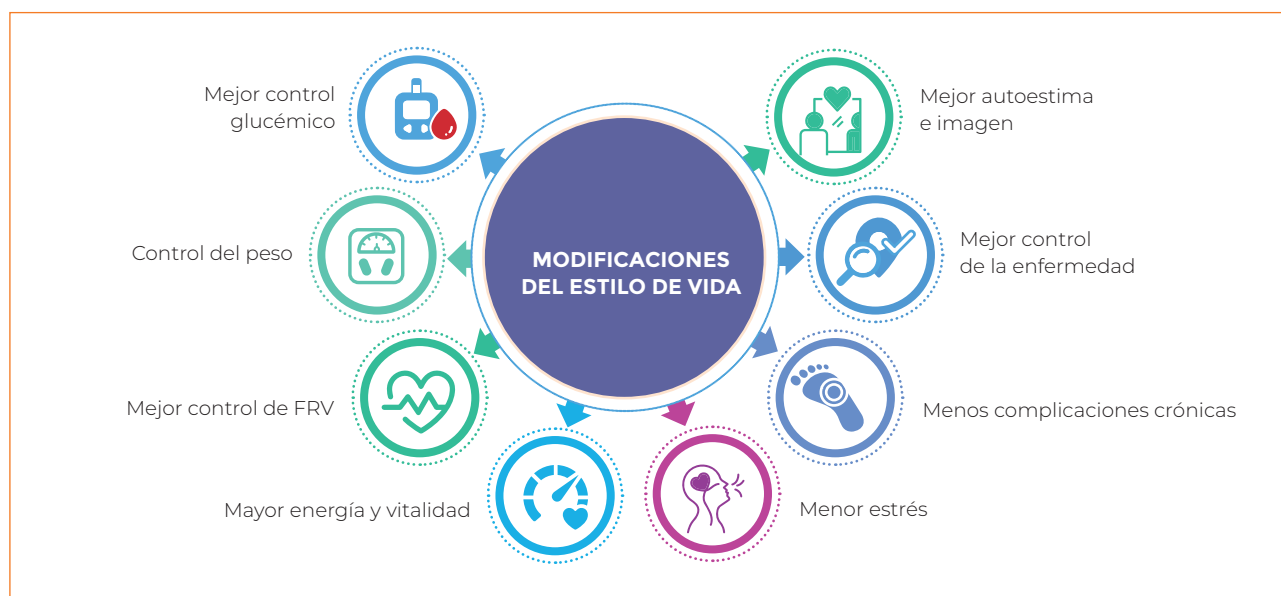 Mejor control
glucémico
Control del peso
Mejor control de FRV
Mayor energía y vitalidad
MODIFICACIONES
DEL ESTILO DE VIDA
Mejor autoestima
e imagen
Mejor control
de la enfermedad
Menos complicaciones crónicas
Menor estrés